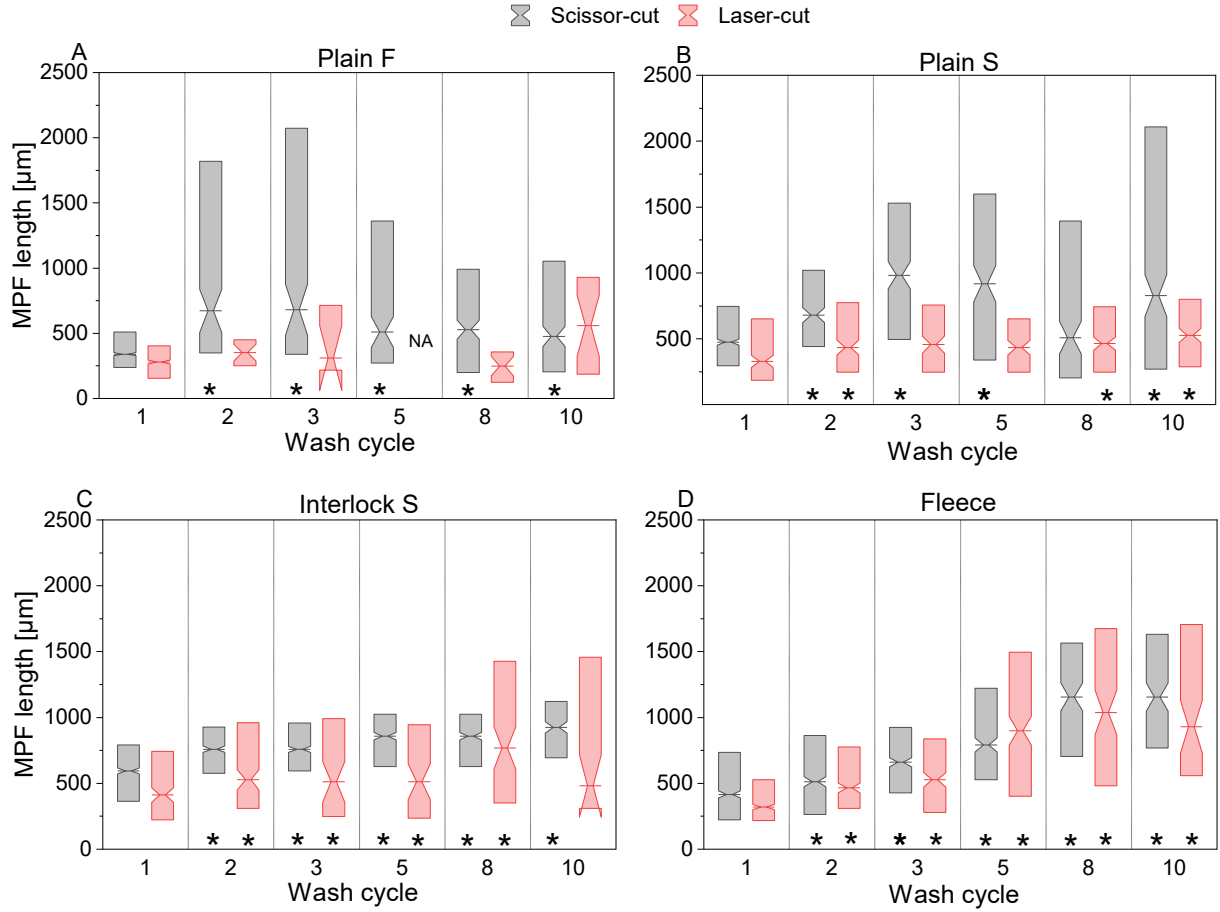 Scissor-cut Laser-cut
A Plain F
MPF length [µm]
2500
2000
1500
1000
500
0
NA
* * * * *
1 2 3 5 8 10
Wash cycle
B Plain S
2500
2000
1500
1000
500
* * * * * * *
1 2 3 5 8 10
Wash cycle
C Interlock S
MPF length [µm]
2500
2000
1500
1000
500
0
* * * * * * * * *
1 2 3 5 8 10
Wash cycle
D Fleece
2500
2000
1500
1000
500
0
* * * * * * * * * *
1 2 3 5 8 10
Wash cycle